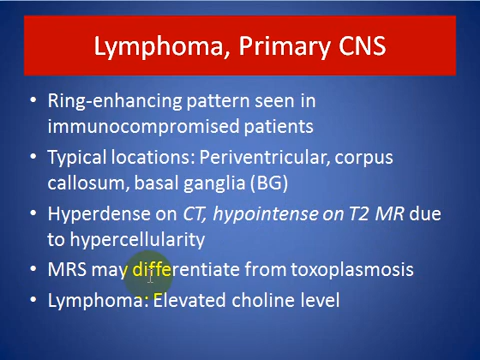 Lymphoma, Primary CNS
• Ring-enhancing pattern seen in
immunocompromised patients
• Typical locations: Periventricular, corpus
callosum, basal ganglia (BG)
• Hyperdense on CT, hypointense on T2 MR due
to hypercellularity
• MRS may differentiate from toxoplasmosis
• Lymphoma: Elevated choline level